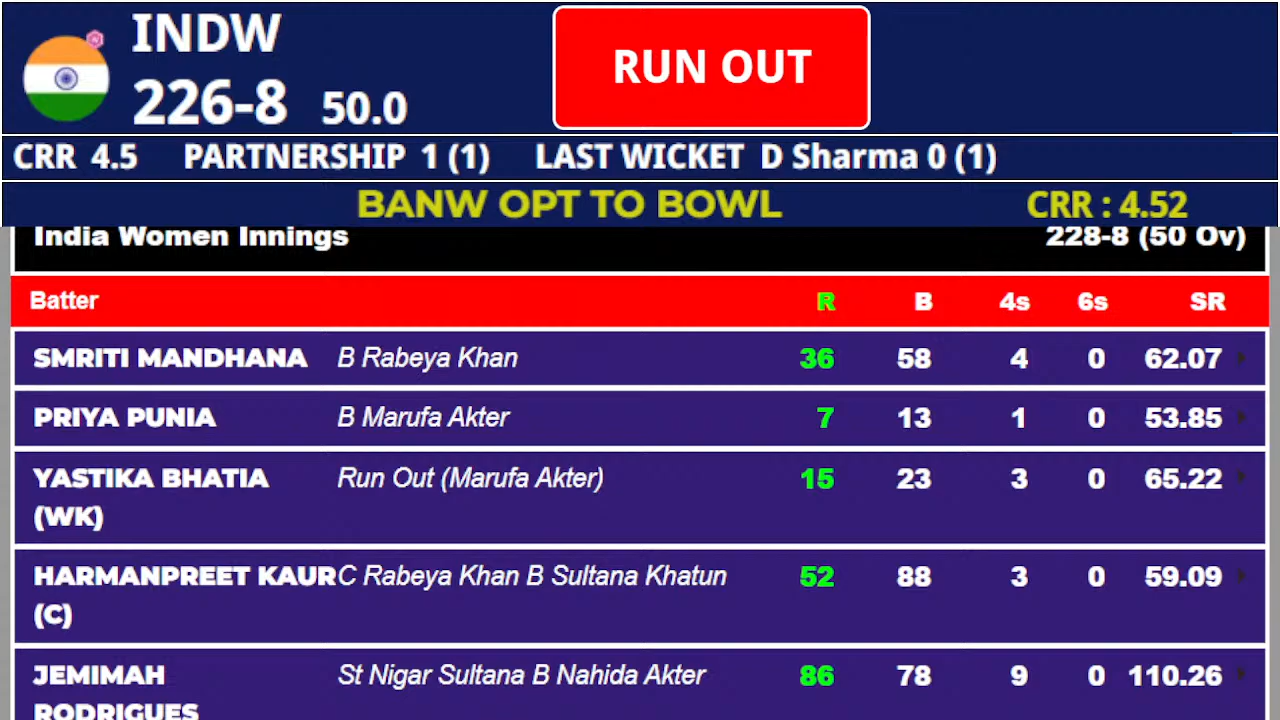 INDW
226-8 50.0
RUN OUT
CRR 4.5 PARTNERSHIP 1 (1) LAST WICKET D Sharma 0 (1)
BANW OPT TO BOWL CRR : 4.52
India Women Innings 228-8 (50 Ov)
Batter R B 4s 6s SR
SMRITI MANDHANA B Rabeya Khan 36 58 4 0 62.07
PRIYA PUNIA B Marufa Akter 7 13 1 0 53.85
YASTIKA BHATIA Run Out (Marufa Akter) 15 23 3 0 65.22
(WK)
HARMANPREET KAUR C Rabeya Khan B Sultana Khatun 52 88 3 0 59.09
(C)
JEMIMAH St Nigar Sultana B Nahida Akter 86 78 9 0 110.26
RODRIGUES